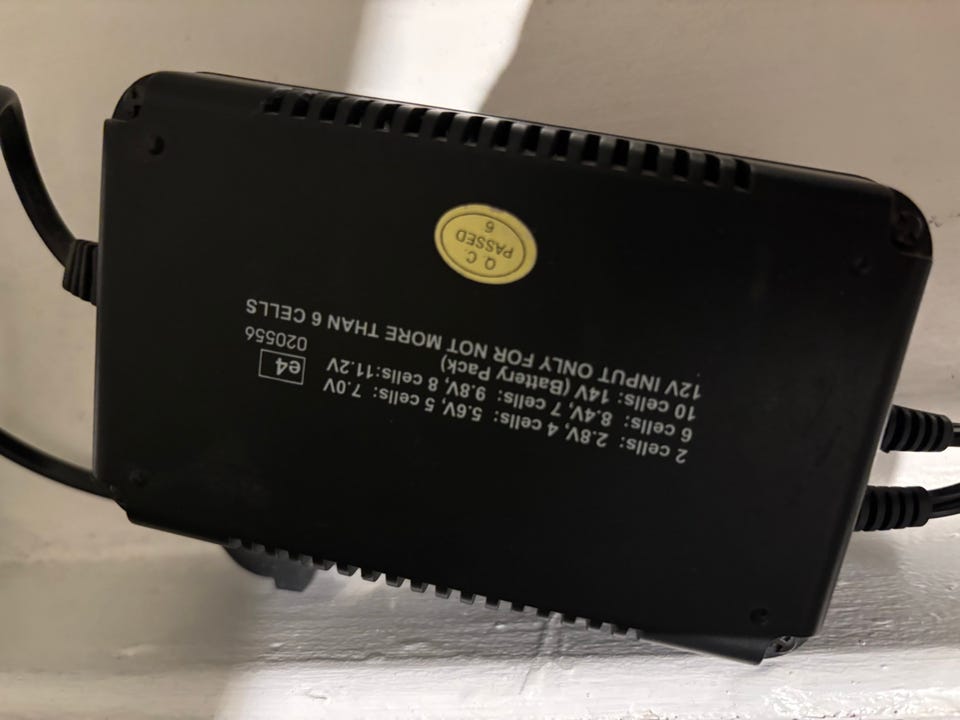 2 cells: 2.8V, 4 cells: 5.6V, 5 cells: 7.0V
6 cells: 8.4V, 7 cells: 9.8V, 8 cells:11.2V
10 cells: 14V (Battery Pack)
12V INPUT ONLY FOR NOT MORE THAN 6 CELLS
e4
020556
Q.C.
PASSED
6